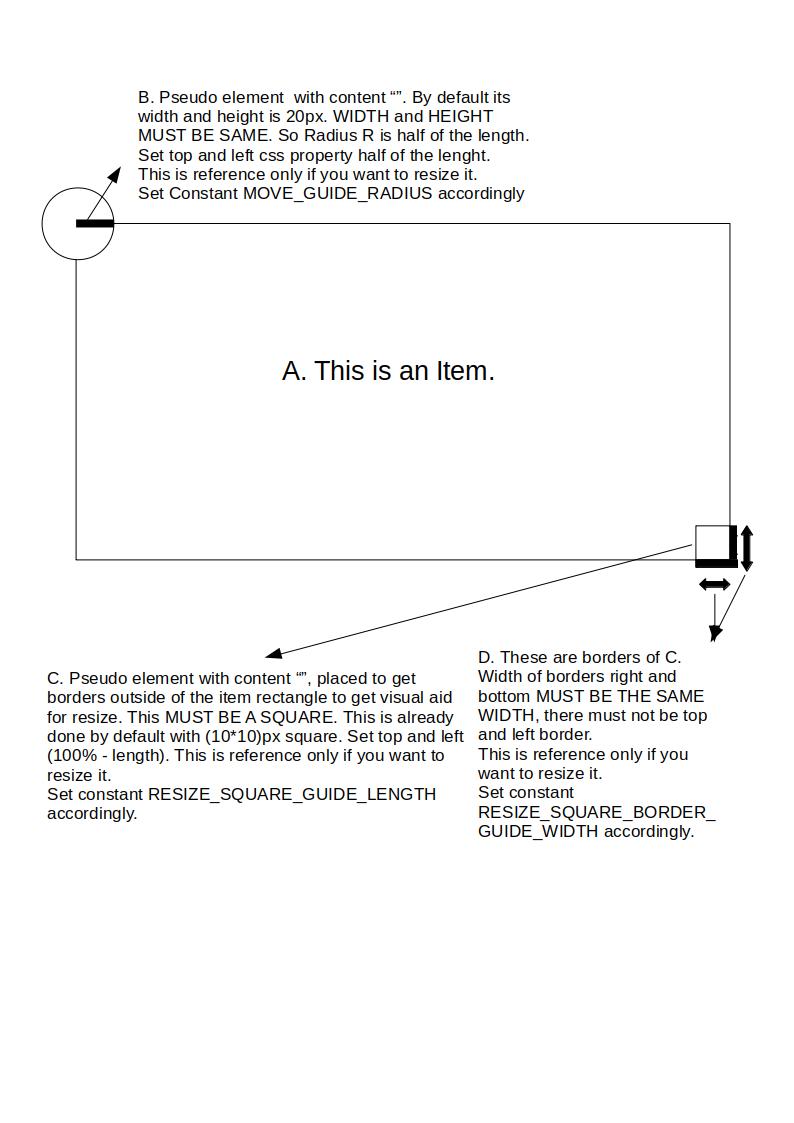 B. Pseudo element  with content “”. By default its
width and height is 20px. WIDTH and HEIGHT
MUST BE SAME. So Radius R is half of the length.
Set top and left css property half of the lenght.
This is reference only if you want to resize it.
Set Constant MOVE_GUIDE_RADIUS accordingly
A. This is an Item.
C. Pseudo element with content “”, placed to get
borders outside of the item rectangle to get visual aid
for resize. This MUST BE A SQUARE. This is already
done by default with (10*10)px square. Set top and left
(100% - length). This is reference only if you want to
resize it.
Set constant RESIZE_SQUARE_GUIDE_LENGTH
accordingly.
D. These are borders of C.
Width of borders right and
bottom MUST BE THE SAME
WIDTH, there must not be top
and left border.
This is reference only if you
want to resize it.
Set constant
RESIZE_SQUARE_BORDER_
GUIDE_WIDTH accordingly.